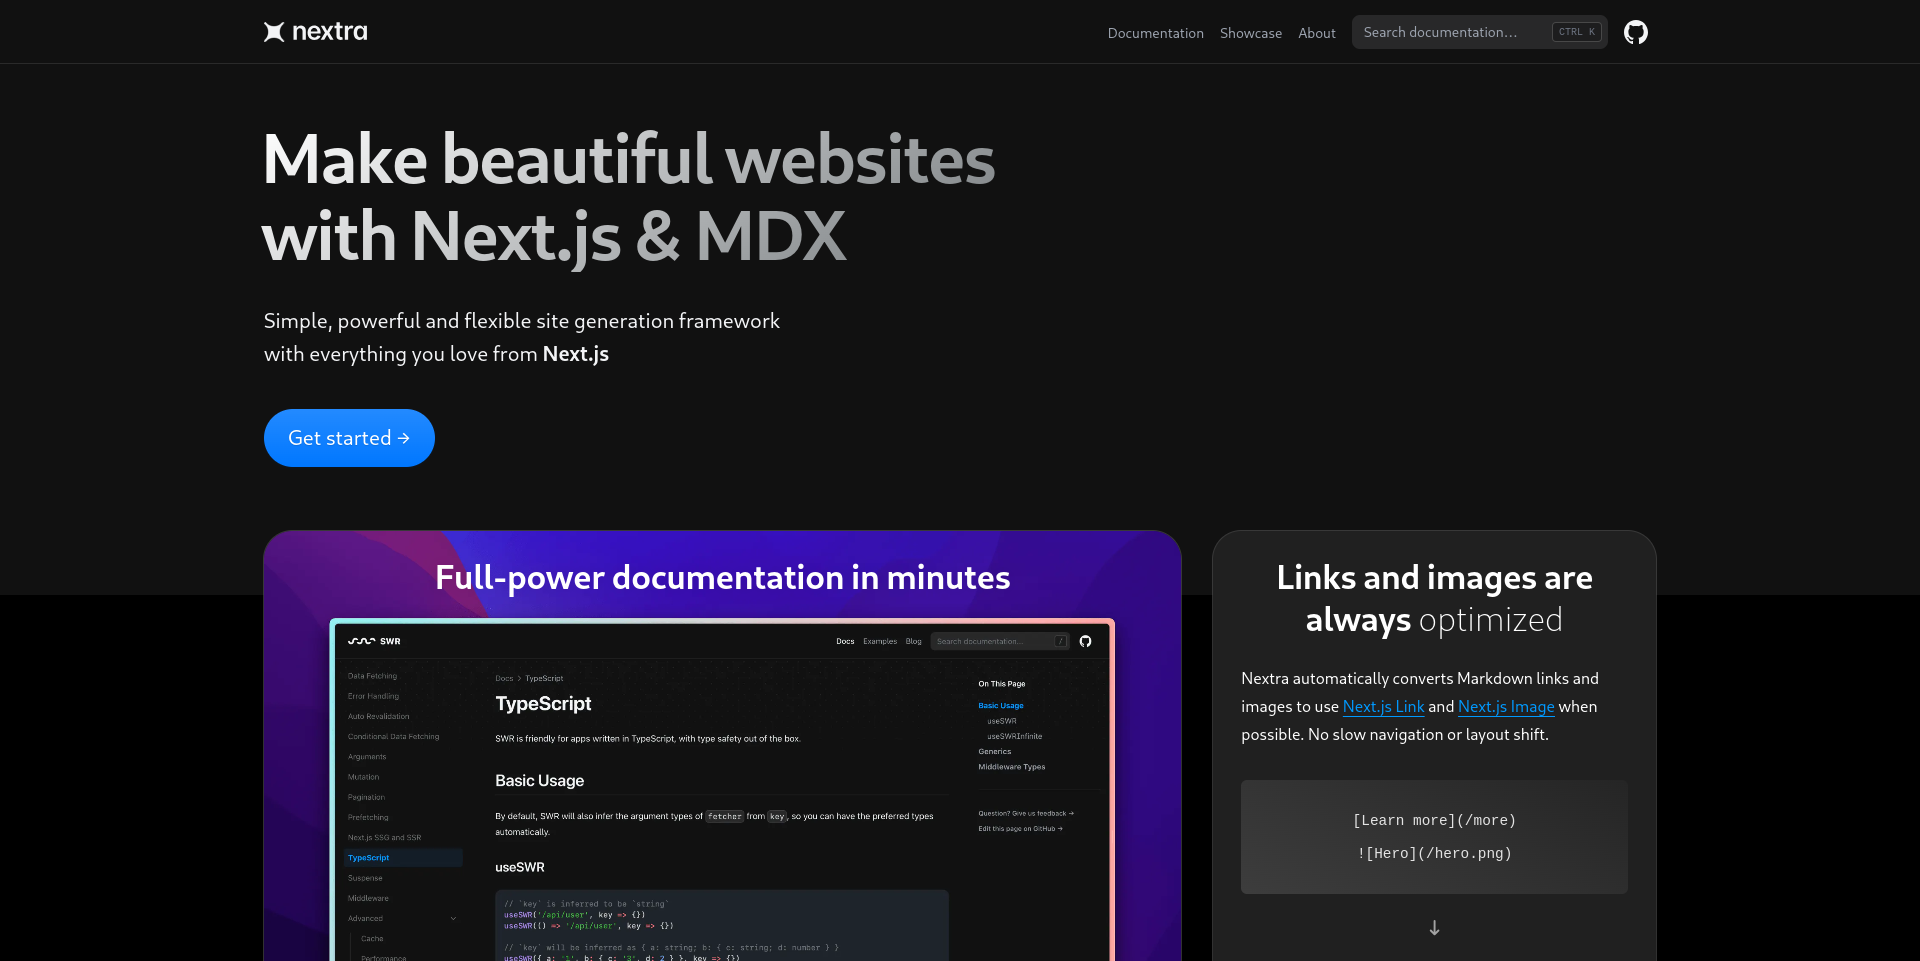 nextra
Documentation Showcase About Search documentation... CTRL K
Make beautiful websites
with Next.js & MDX
Simple, powerful and flexible site generation framework
with everything you love from Next.js
Get started →
Full-power documentation in minutes
SWR
Docs Examples Blog Search documentation... /
Data Fetching
Error Handling
Auto Revalidation
Conditional Data Fetching
Arguments
Mutation
Pagination
Prefetching
Next.js SSG and SSR
TypeScript
Suspense
Middleware
Advanced
Cache
Performance
Docs > TypeScript
TypeScript
SWR is friendly for apps written in TypeScript, with type safety out of the box.
Basic Usage
By default, SWR will also infer the argument types of fetcher from key, so you can have the preferred types
automatically.
useSWR
// `key` is inferred to be `string`
useSWR('/api/user', key => {})
useSWR(() => '/api/user', key => {})
// `key` will be inferred as { a: string; b: { c: string; d: number } }
useSWR({ a: '1', b: { c: '3', d: 2 } }, key => {})
On This Page
Basic Usage
useSWR
useSWRInfinite
Generics
Middleware Types
Question? Give us feedback →
Edit this page on GitHub →
Links and images are
always optimized
Nextra automatically converts Markdown links and
images to use Next.js Link and Next.js Image when
possible. No slow navigation or layout shift.
[Learn more](/more)
![Hero](/hero.png)
↓